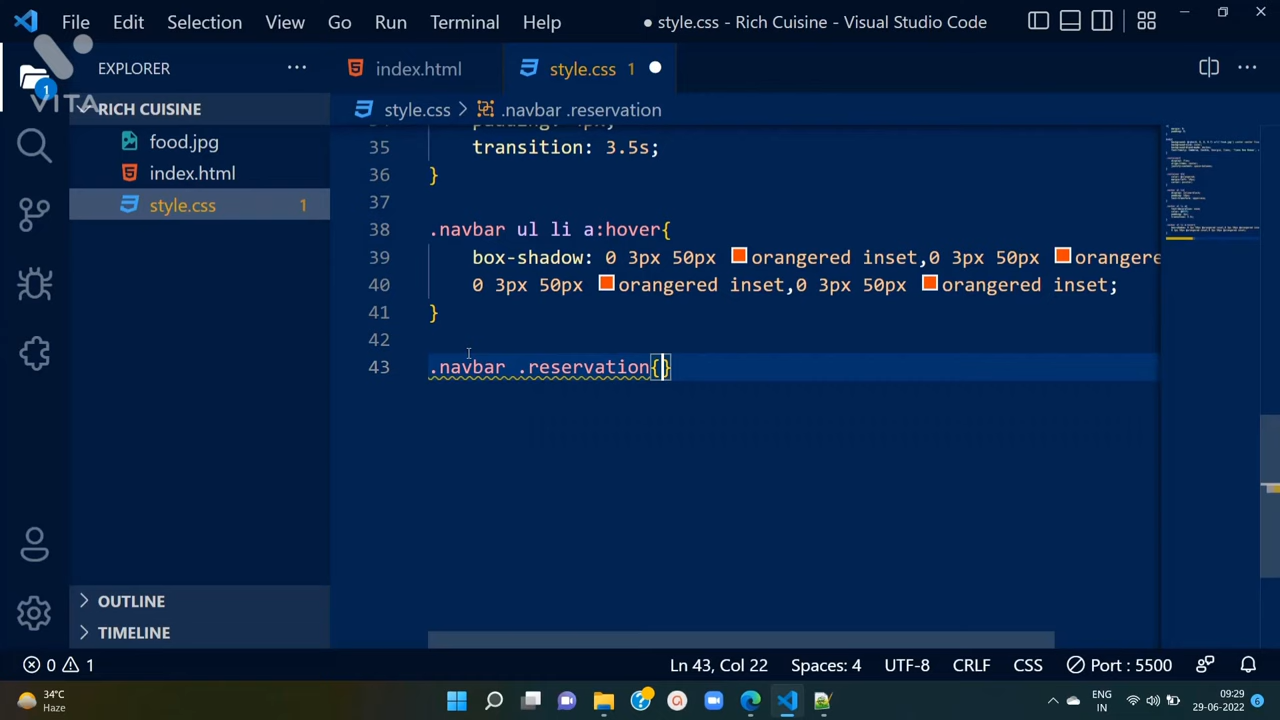 File Edit Selection View Go Run Terminal Help
● style.css - Rich Cuisine - Visual Studio Code
VITA
1
EXPLORER
RICH CUISINE
food.jpg
index.html
style.css 1
OUTLINE
TIMELINE
index.html style.css 1
style.css > .navbar .reservation
35 transition: 3.5s;
36 }
37
38 .navbar ul li a:hover{
39 box-shadow: 0 3px 50px orangered inset,0 3px 50px orangere
40 0 3px 50px orangered inset,0 3px 50px orangered inset;
41 }
42
43 .navbar .reservation{}
0 1 Ln 43, Col 22 Spaces: 4 UTF-8 CRLF CSS Port : 5500
34°C
Haze
ENG
IN
09:29
29-06-2022